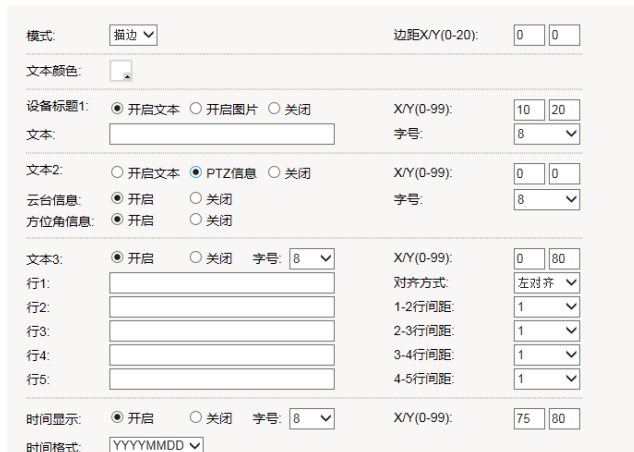 模式: 描边 边距X/Y(0-20): 0 0
文本颜色:
设备标题1: 开启文本 开启图片 关闭 X/Y(0-99): 10 20
文本: 字号: 8
文本2: 开启文本 PTZ信息 关闭 X/Y(0-99): 0 0
云台信息: 开启 关闭 字号: 8
方位角信息: 开启 关闭
文本3: 开启 关闭 字号: 8 X/Y(0-99): 0 80
行1: 对齐方式: 左对齐
行2: 1-2行间距: 1
行3: 2-3行间距: 1
行4: 3-4行间距: 1
行5: 4-5行间距: 1
时间显示: 开启 关闭 字号: 8 X/Y(0-99): 75 80
时间格式: YYYYMMDD